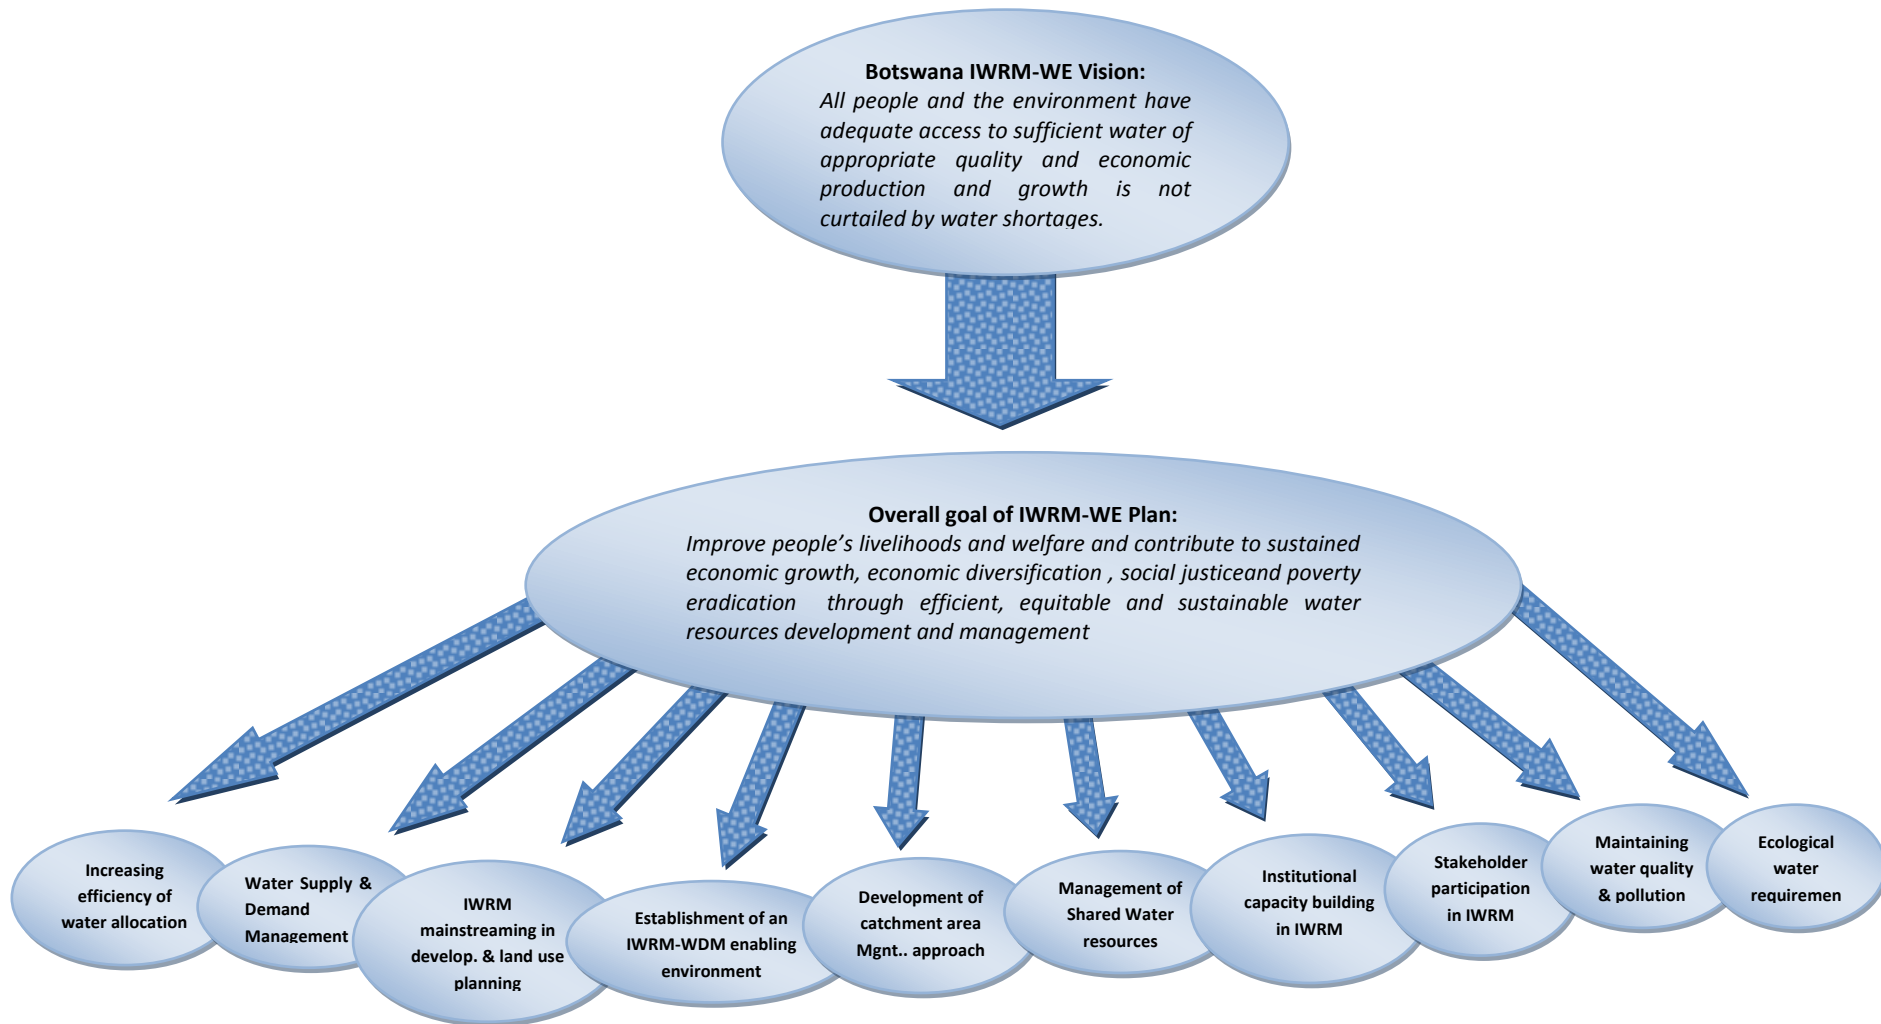 Botswana IWRM-WE Vision:
All people and the environment have
adequate access to sufficient water of
appropriate quality and economic
production and growth is not
curtailed by water shortages.
Overall goal of IWRM-WE Plan:
Improve people’s livelihoods and welfare and contribute to sustained
economic growth, economic diversification , social justiceand poverty
eradication through efficient, equitable and sustainable water
resources development and management
Increasing
efficiency of
water allocation
Water Supply &
Demand
Management
IWRM
mainstreaming in
develop. & land use
planning
Establishment of an
IWRM-WDM enabling
environment
Development of
catchment area
Mgnt.. approach
Management of
Shared Water
resources
Institutional
capacity building
in IWRM
Stakeholder
participation
in IWRM
Maintaining
water quality
& pollution
Ecological
water
requiremen